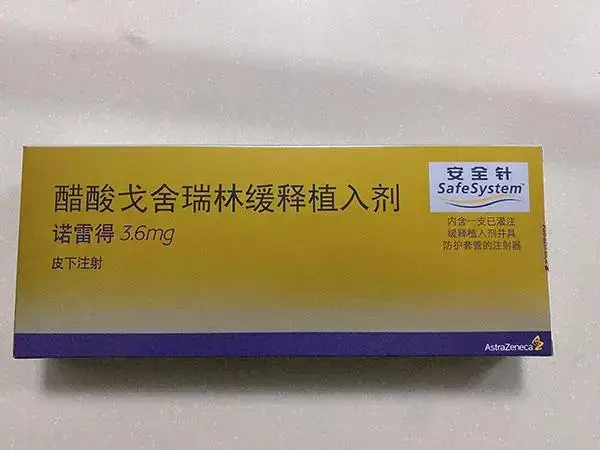 醋酸戈舍瑞林缓释植入剂
诺雷得 3.6mg
皮下注射
安全针
SafeSystem™
内含一支已灌注
缓释植入剂并具
防护套管的注射器
AstraZeneca